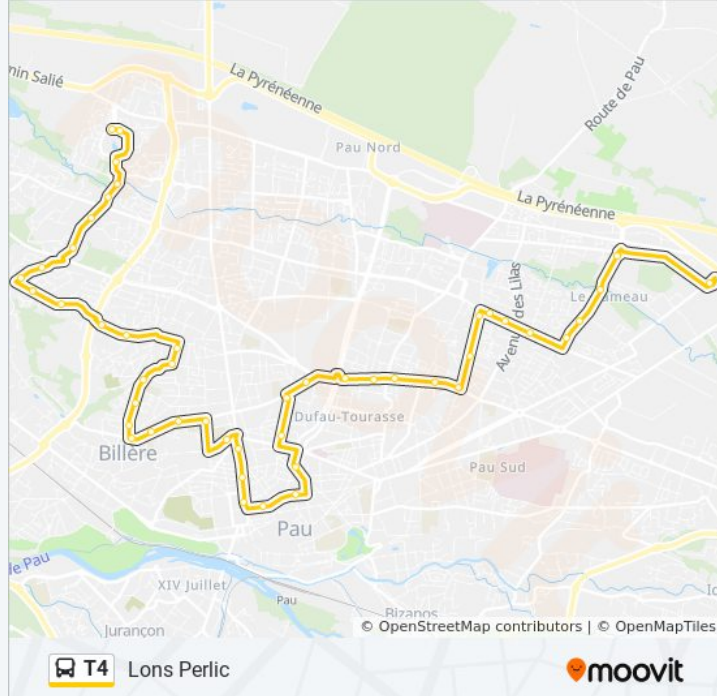 min Salié
La Pyrénéenne
Route de Pau
Pau Nord
La Pyrénéenne
Avenue des Lilas
Le Hameau
Dufau-Tourasse
Billère
Pau Sud
Pau
de Pau
XIV Juillet
Pau
Bizanos
Jurançon
© OpenStreetMap contributors | © OpenMapTiles
T4 Lons Perlic
moovit